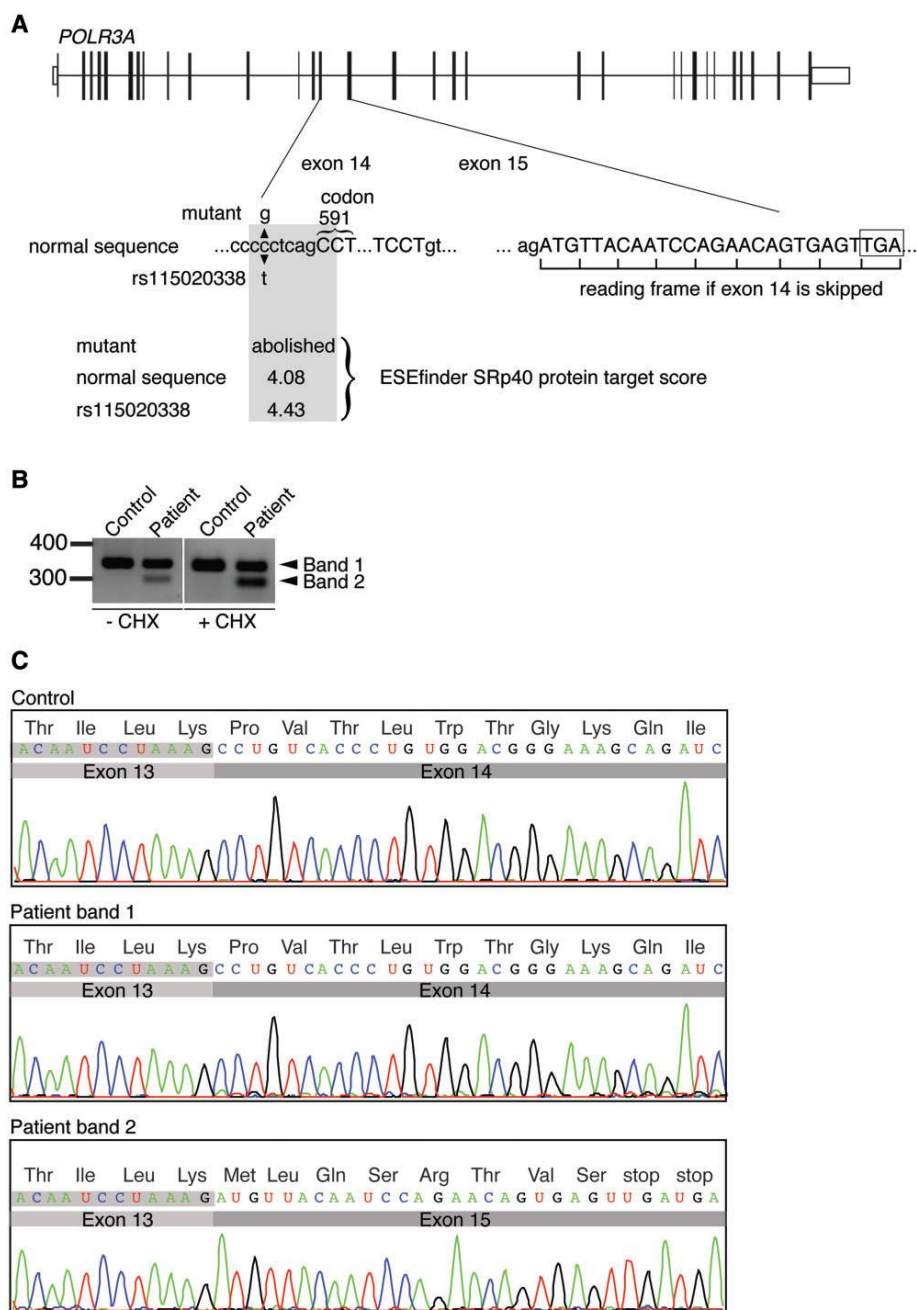 A
POLR3A
exon 14 exon 15
codon
mutant g 591
normal sequence ...cccctcagCCT...TCCTgt... ... agATGTTACAATCCAGAACAGTGAGTTGA...
rs115020338 t
reading frame if exon 14 is skipped
mutant abolished
normal sequence 4.08 ESEfinder SRp40 protein target score
rs115020338 4.43
B
Control Patient Control Patient
400
Band 1
300 Band 2
- CHX + CHX
C
Control
Thr Ile Leu Lys Pro Val Thr Leu Trp Thr Gly Lys Gln Ile
ACAAUCCUAAAGCCUGUCACCCUGUGGACGGGAAAGCAGAUC
Exon 13 Exon 14
Patient band 1
Thr Ile Leu Lys Pro Val Thr Leu Trp Thr Gly Lys Gln Ile
ACAAUCCUAAAGCCUGUCACCCUGUGGACGGGAAAGCAGAUC
Exon 13 Exon 14
Patient band 2
Thr Ile Leu Lys Met Leu Gln Ser Arg Thr Val Ser stop stop
ACAAUCCUAAAGAUGUUACAAUCCAGAACAGUGAGUUGAUGA
Exon 13 Exon 15